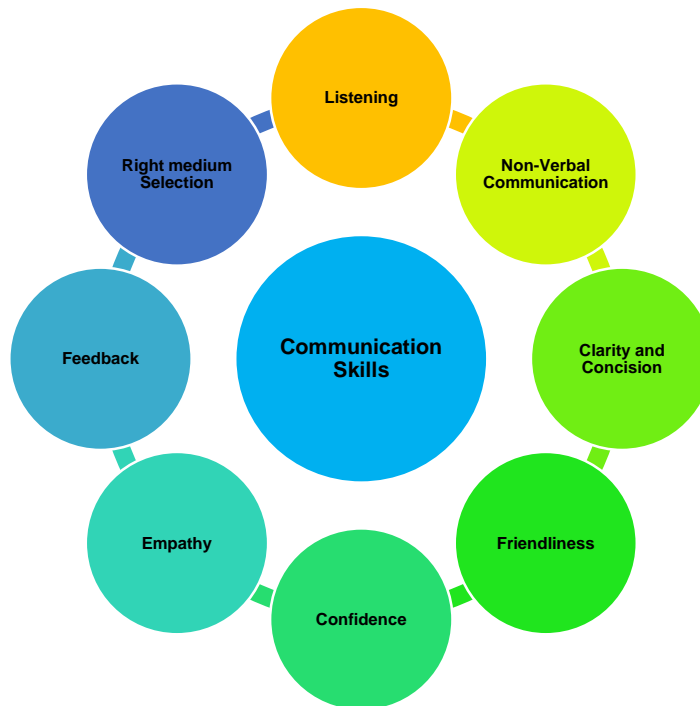 Listening
Non-Verbal
Communication
Clarity and
Concision
Friendliness
Confidence
Empathy
Feedback
Right medium
Selection
Communication
Skills